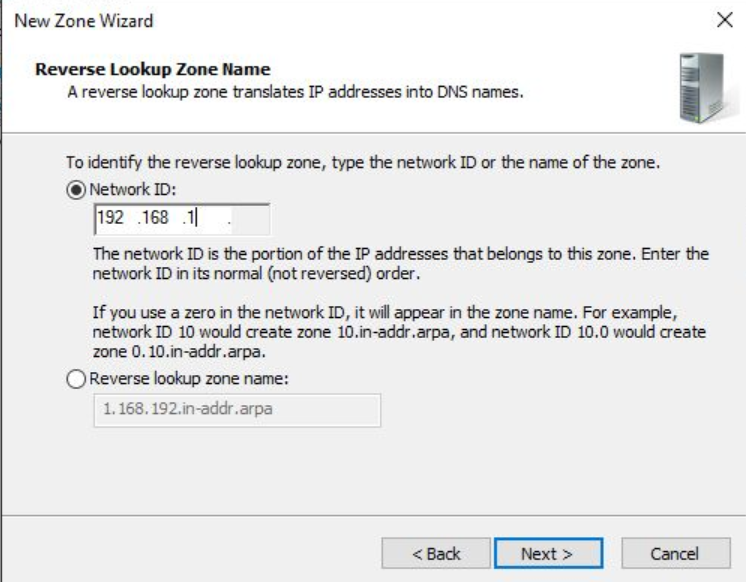 New Zone Wizard
Reverse Lookup Zone Name
A reverse lookup zone translates IP addresses into DNS names.
To identify the reverse lookup zone, type the network ID or the name of the zone.
Network ID:
192 .168 .1 .
The network ID is the portion of the IP addresses that belongs to this zone. Enter the
network ID in its normal (not reversed) order.
If you use a zero in the network ID, it will appear in the zone name. For example,
network ID 10 would create zone 10.in-addr.arpa, and network ID 10.0 would create
zone 0.10.in-addr.arpa.
Reverse lookup zone name:
1.168.192.in-addr.arpa
< Back Next > Cancel